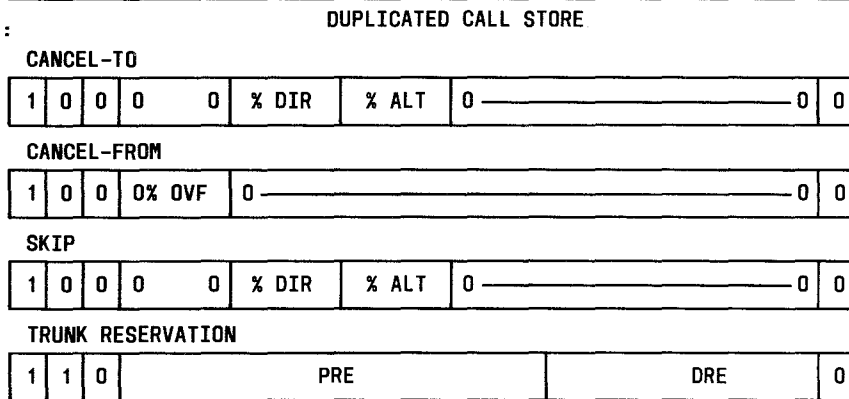 DUPLICATED CALL STORE
:
CANCEL-TO
1 0 0 0 0 % DIR % ALT 0 0 0
CANCEL-FROM
1 0 0 0% OVF 0 0 0
SKIP
1 0 0 0 0 % DIR % ALT 0 0 0
TRUNK RESERVATION
1 1 0 PRE DRE 0